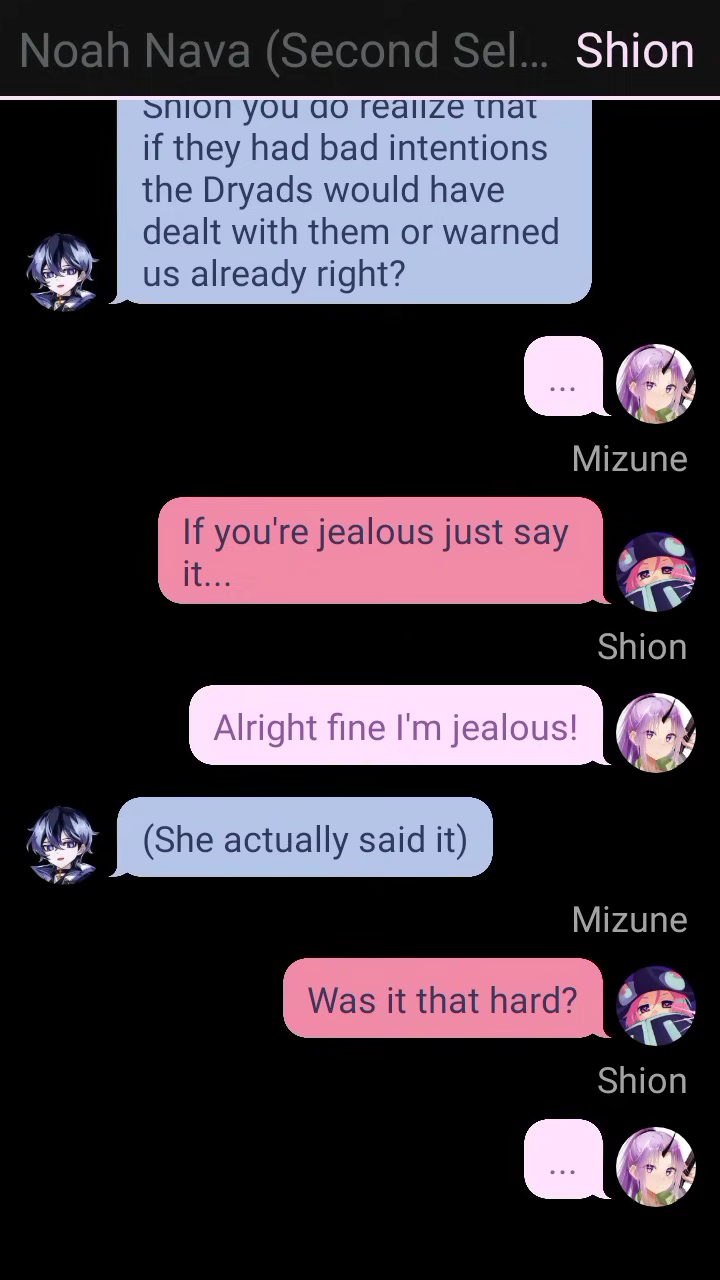 Noah Nava (Second Sel... Shion
Shion you do realize that
if they had bad intentions
the Dryads would have
dealt with them or warned
us already right?
...
Mizune
If you're jealous just say
it...
Shion
Alright fine I'm jealous!
(She actually said it)
Mizune
Was it that hard?
Shion
...